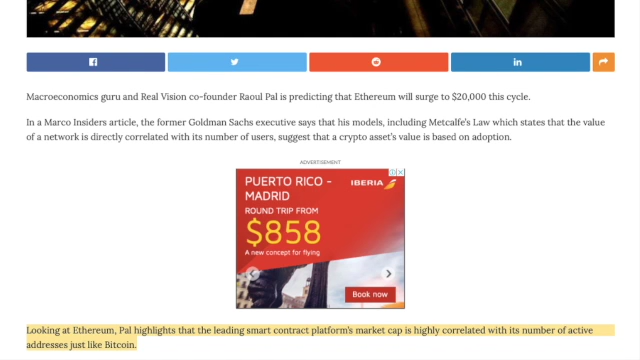 Macroeconomics guru and Real Vision co-founder Raoul Pal is predicting that Ethereum will surge to $20,000 this cycle.
In a Marco Insiders article, the former Goldman Sachs executive says that his models, including Metcalfe's Law which states that the value
of a network is directly correlated with its number of users, suggest that a crypto asset's value is based on adoption.
ADVERTISEMENT
PUERTO RICO -
MADRID
IBERIA
ROUND TRIP FROM
$858
A new concept for flying
Book now
Looking at Ethereum, Pal highlights that the leading smart contract platform's market cap is highly correlated with its number of active
addresses just like Bitcoin.